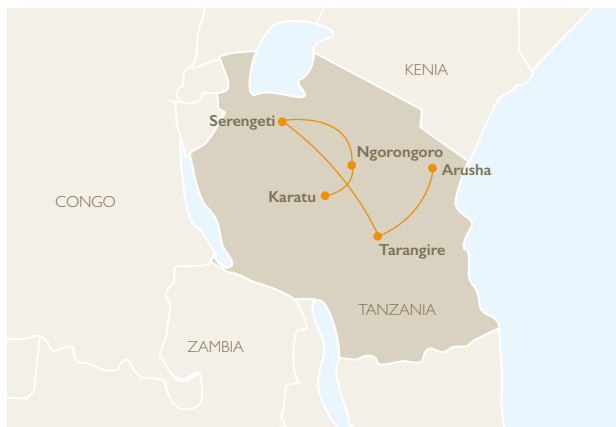 KENIA
Serengeti
Ngorongoro
Arusha
Karatu
CONGO
Tarangire
TANZANIA
ZAMBIA